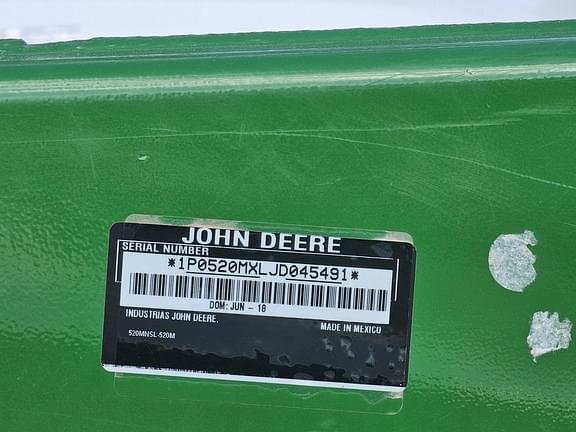 JOHN DEERE
SERIAL NUMBER
*1P0520MXLJD045491*
DOM: JUN - 18
INDUSTRIAS JOHN DEERE.
MADE IN MEXICO
520MNSL-520M